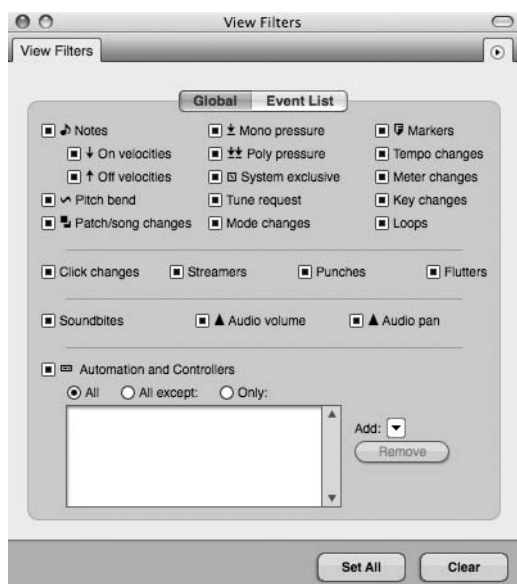 View Filters
View Filters
Global Event List
Notes Mono pressure Markers
On velocities Poly pressure Tempo changes
Off velocities System exclusive Meter changes
Pitch bend Tune request Key changes
Patch/song changes Mode changes Loops
Click changes Streamers Punches Flutters
Soundbites Audio volume Audio pan
Automation and Controllers
All All except: Only:
Add:
Remove
Set All Clear